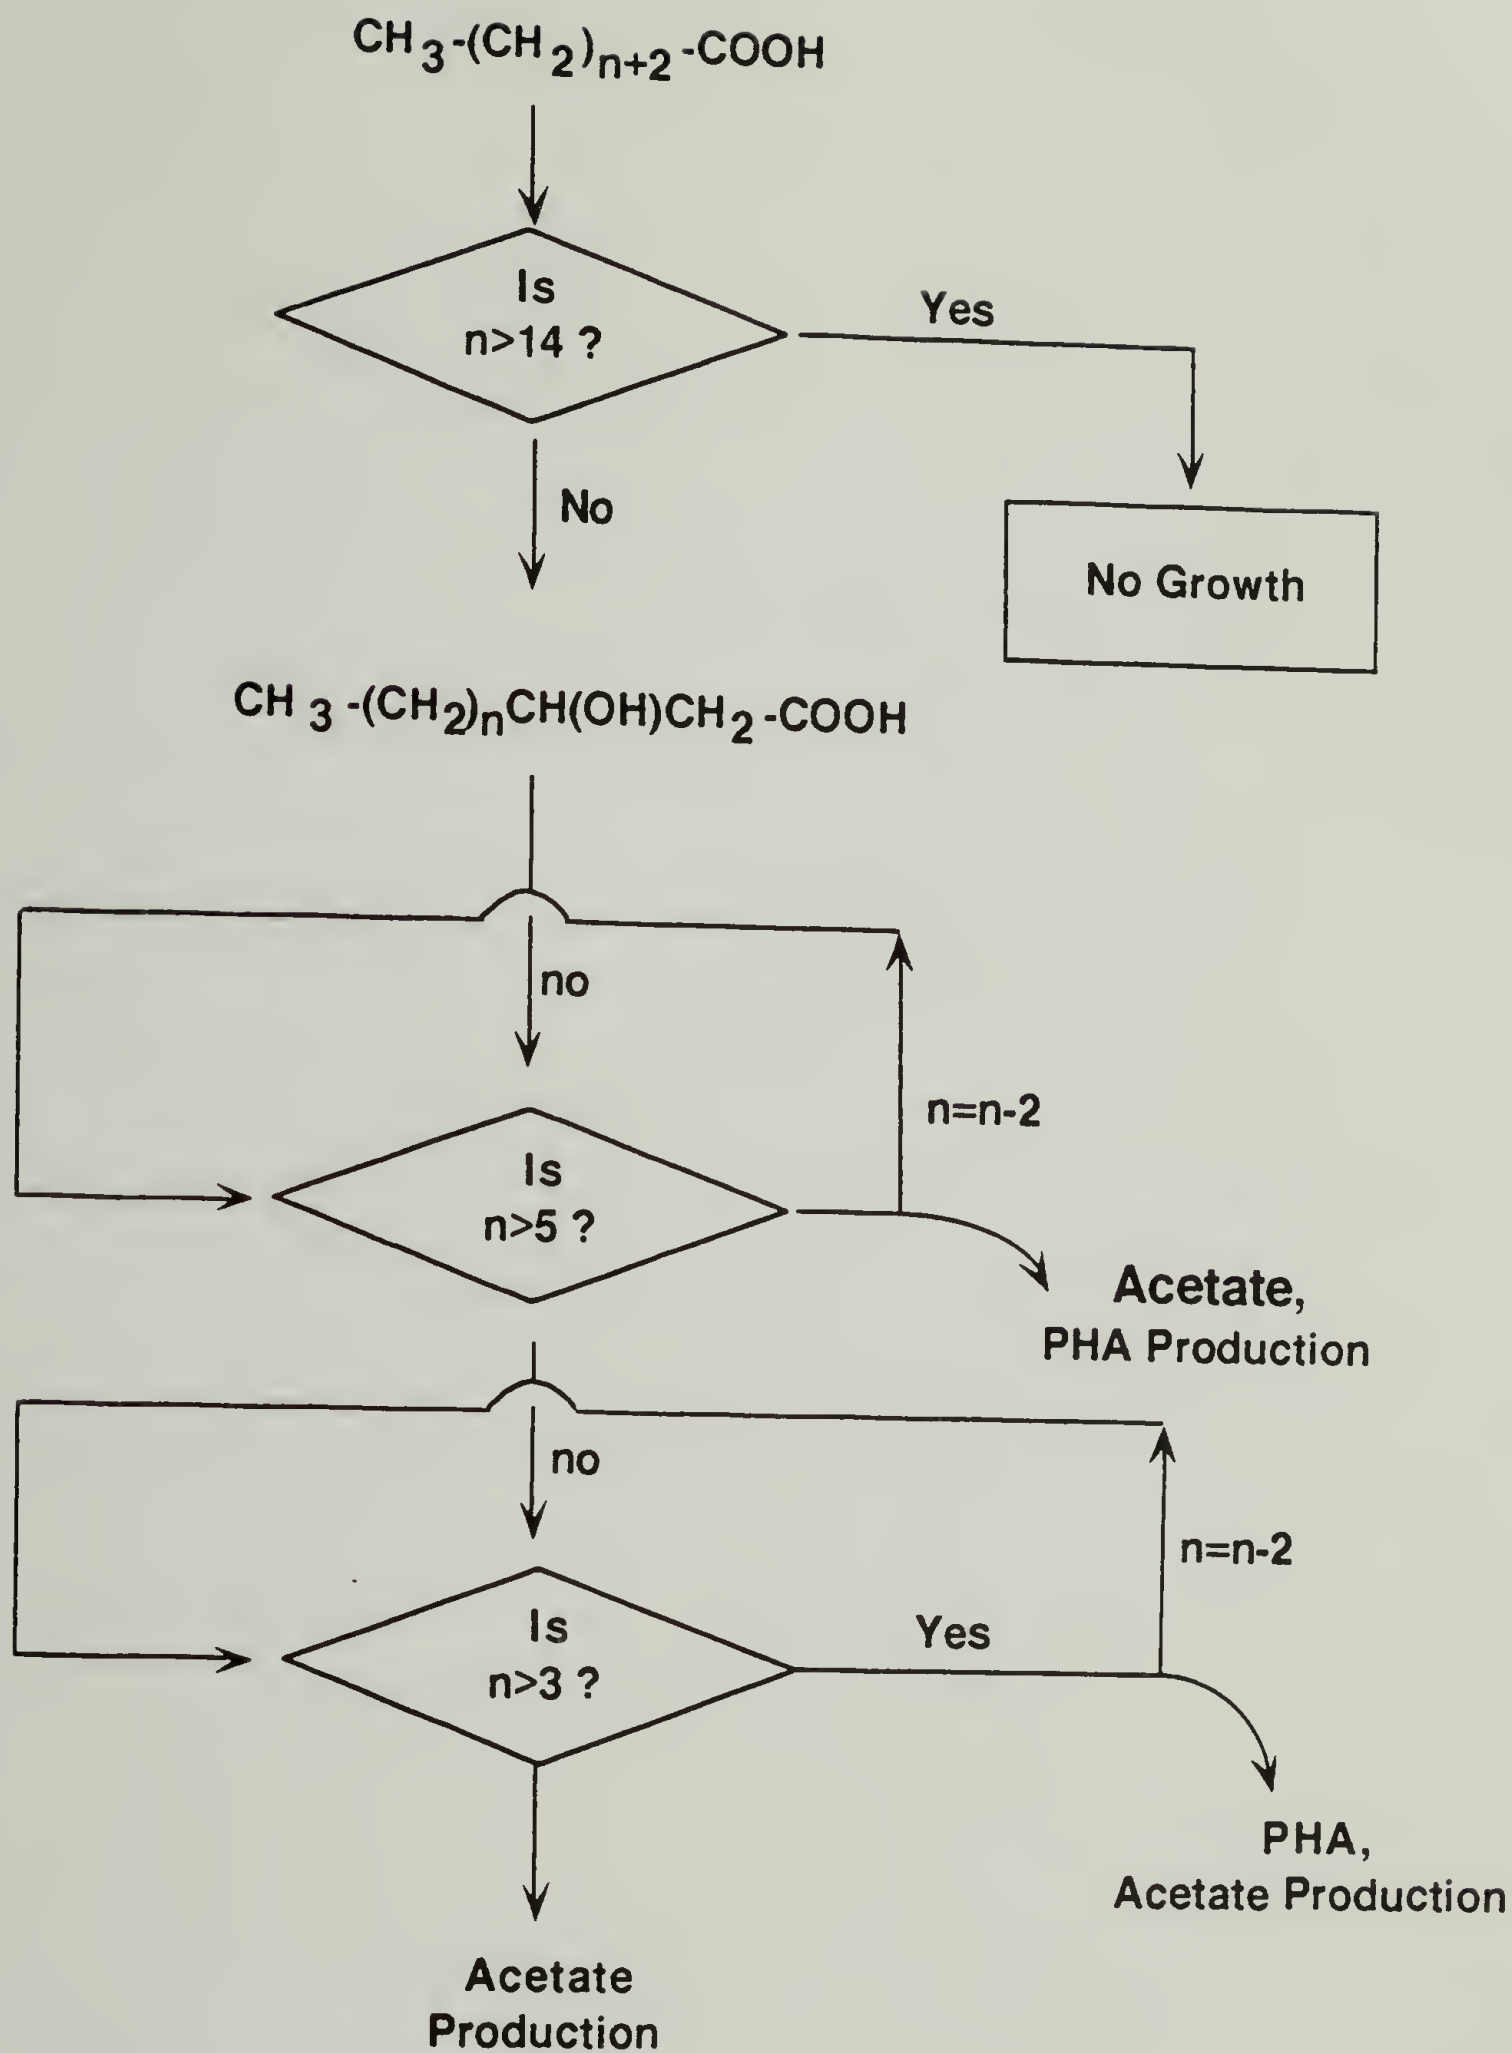 CH3-(CH2)n+2-COOH
Is
n>14 ?
Yes
No
No Growth
CH3-(CH2)nCH(OH)CH2-COOH
no
n=n-2
Is
n>5 ?
Acetate,
PHA Production
no
n=n-2
Is
n>3 ?
Yes
PHA,
Acetate Production
Acetate
Production